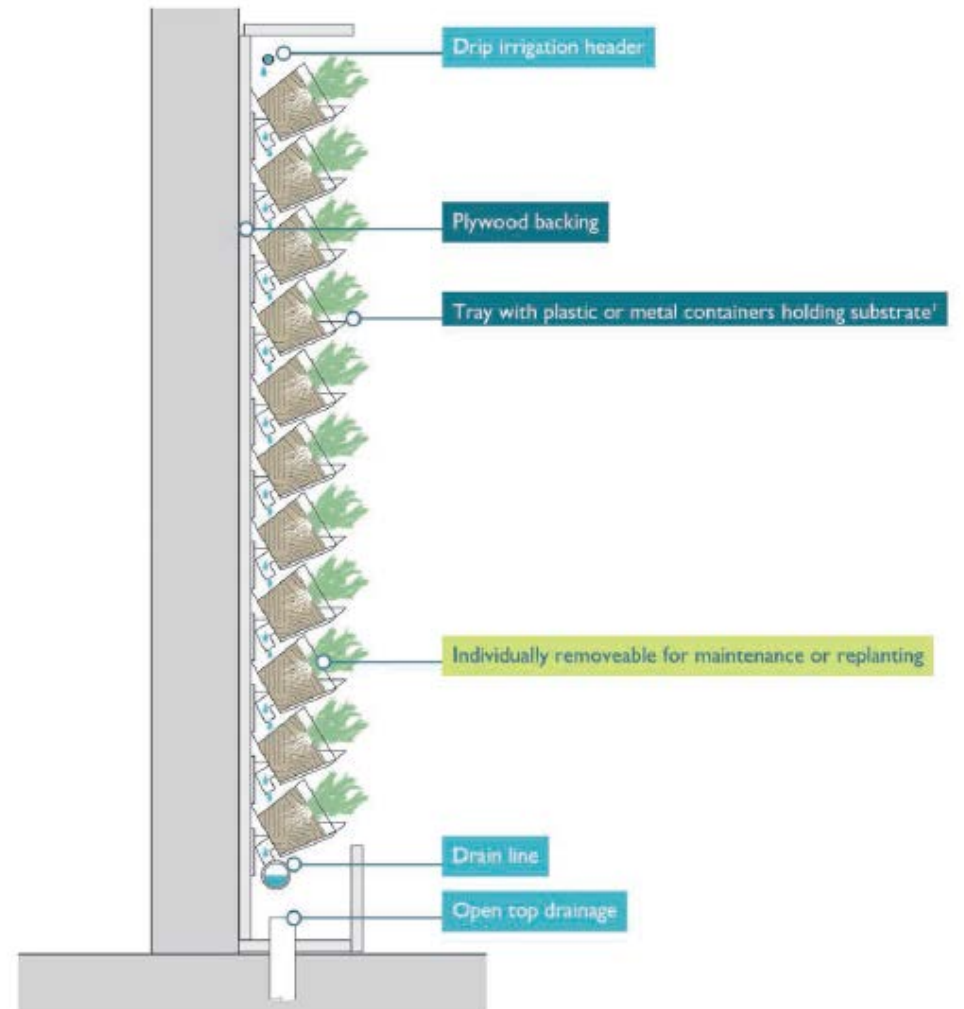 Drip irrigation header
Plywood backing
Tray with plastic or metal containers holding substrate¹
Individually removeable for maintenance or replanting
Drain line
Open top drainage